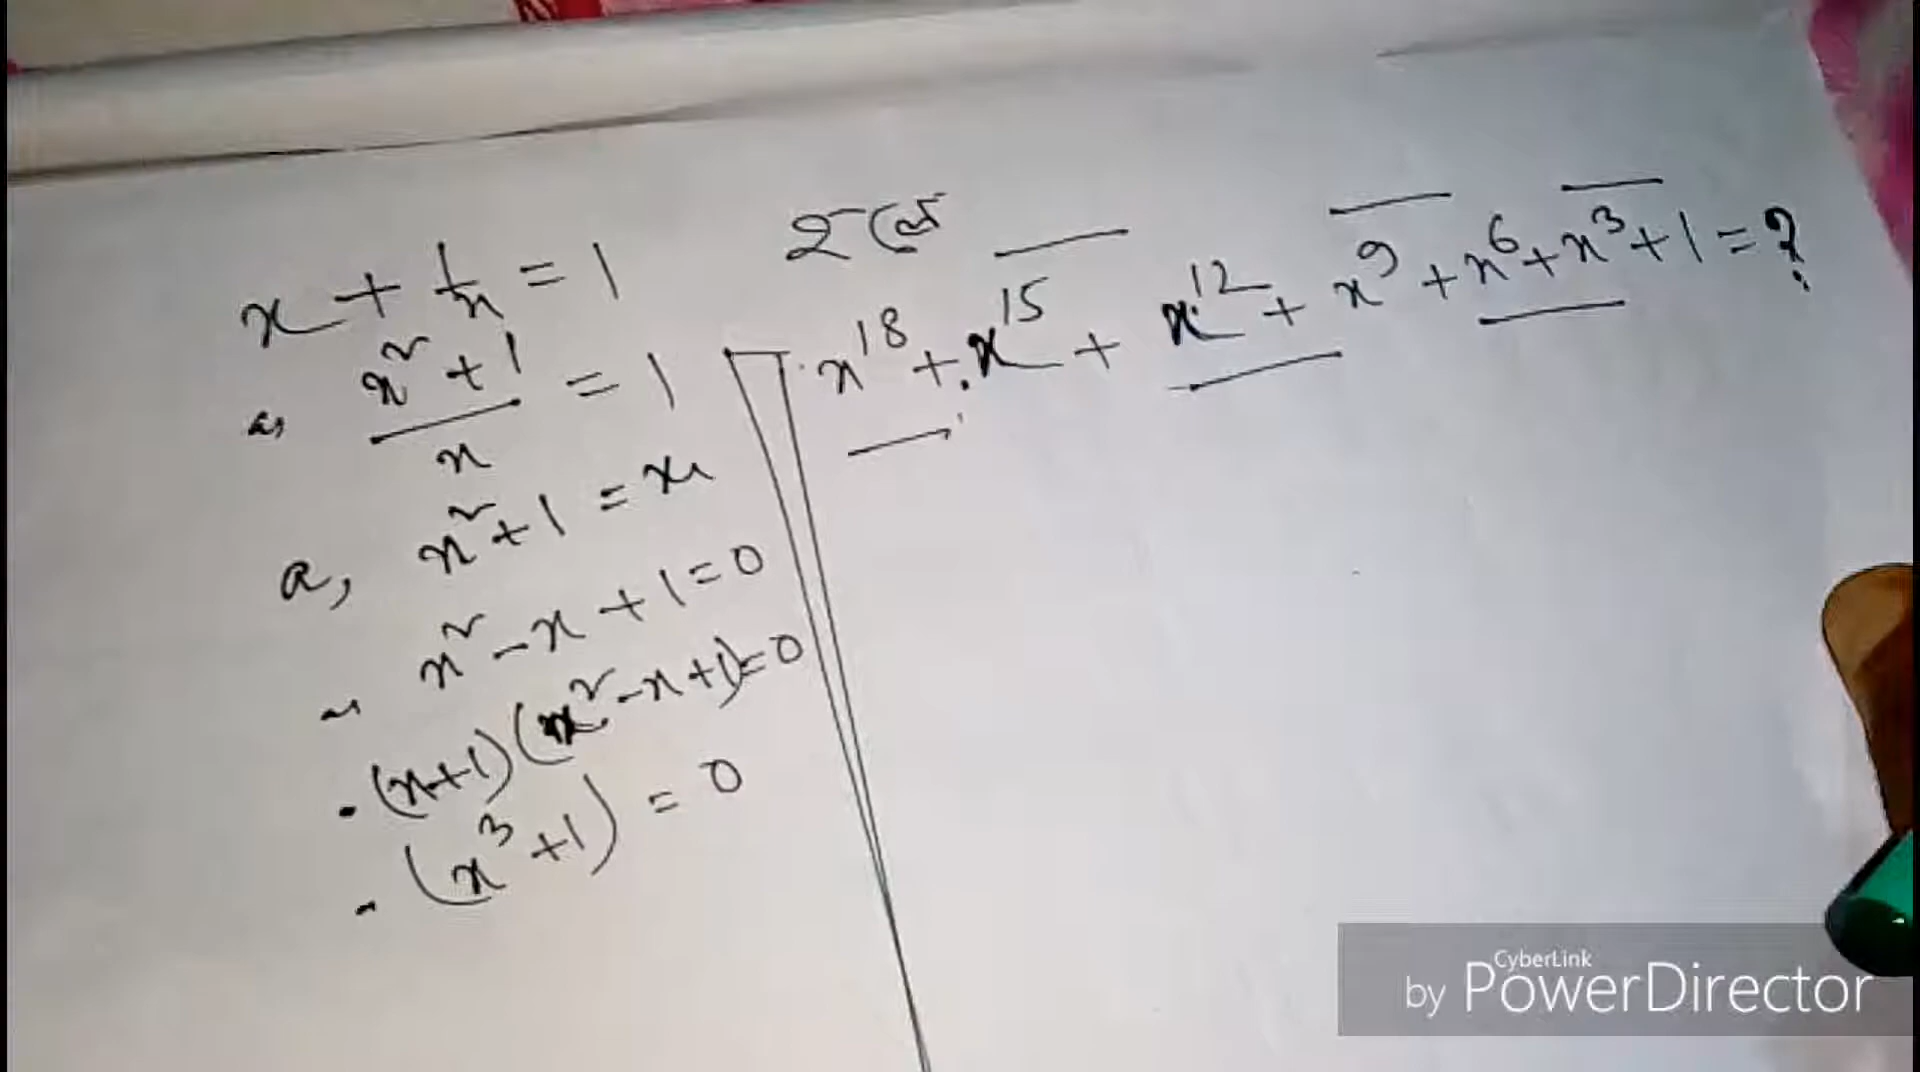 x + 1/x = 1 হলে
x¹⁸ + x¹⁵ + x¹² + x⁹ + x⁶ + x³ + 1 = ?
(x² + 1)/x = 1
x² + 1 = x
x² - x + 1 = 0
(x+1)(x² - x + 1) = 0
(x³ + 1) = 0
CyberLink
by PowerDirector